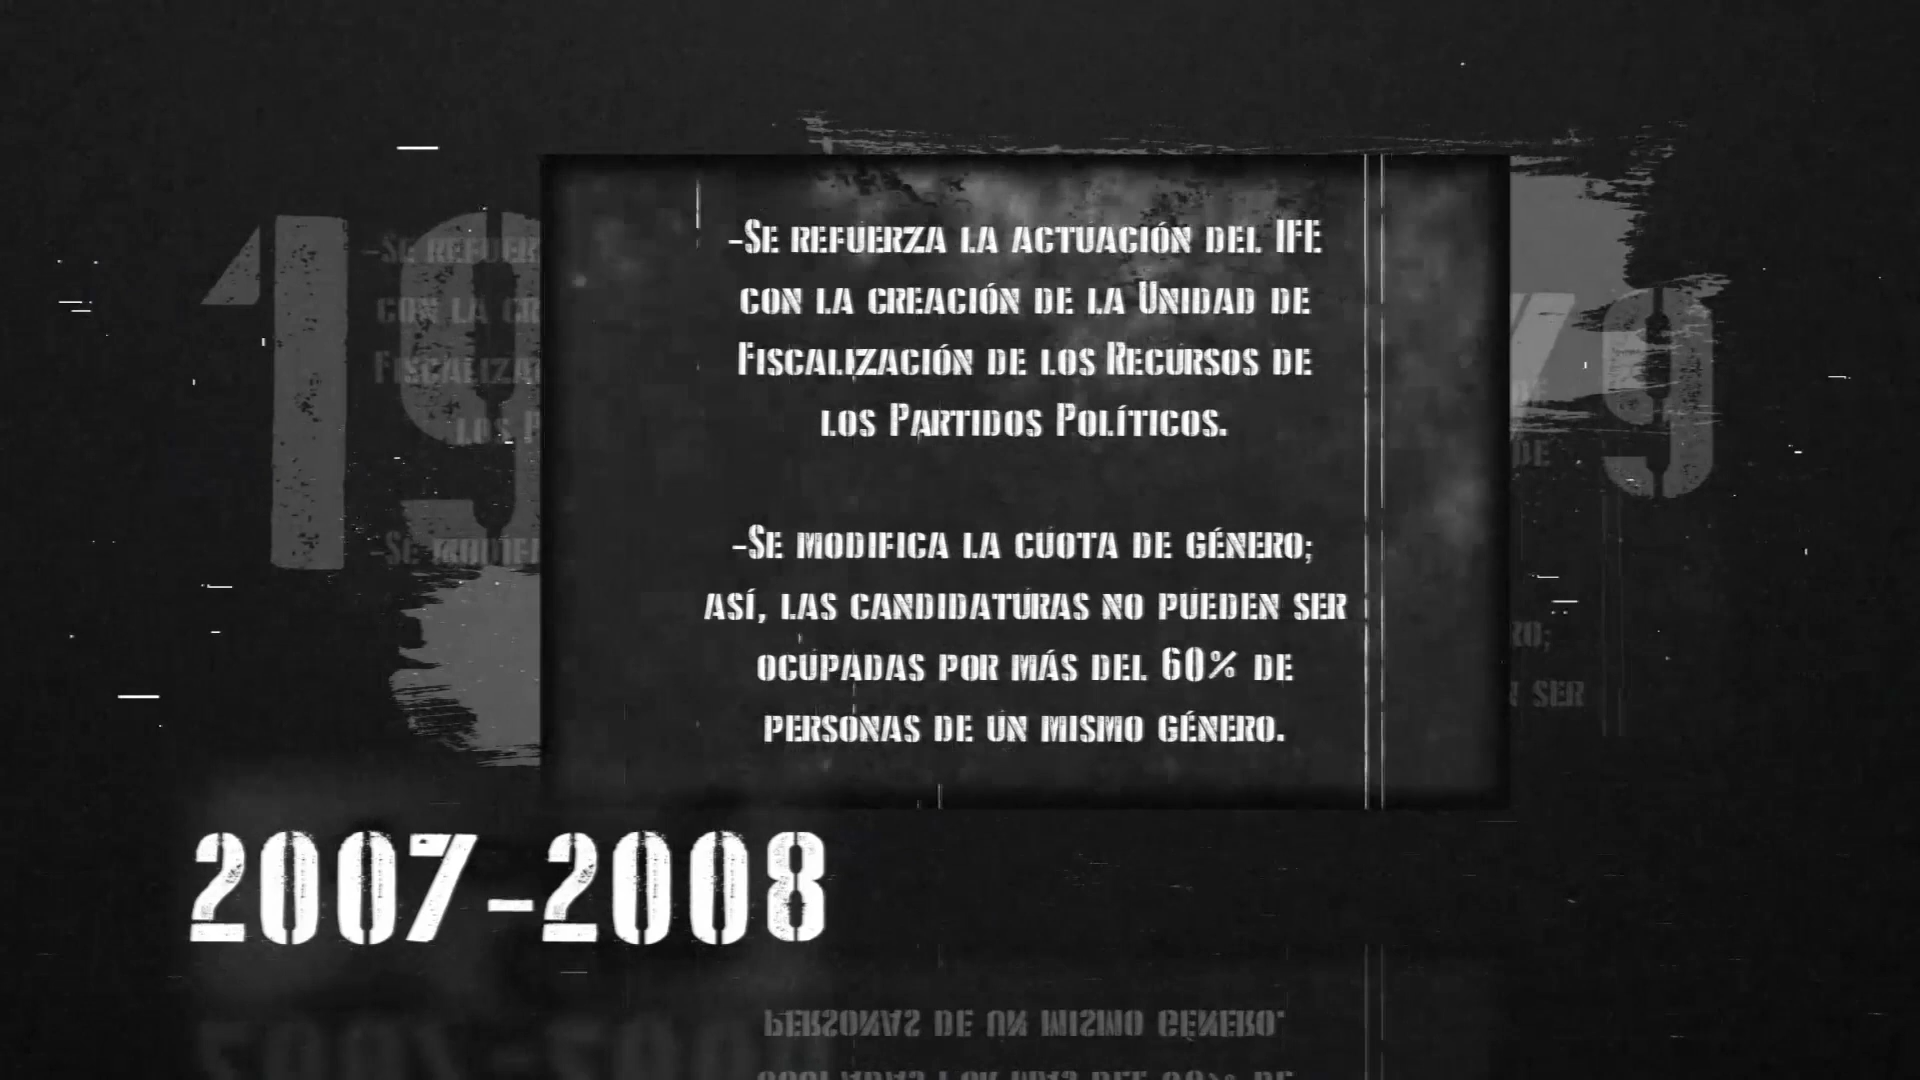 -Se refuerza la actuación del IFE
con la creación de la Unidad de
Fiscalización de los Recursos de
los Partidos Políticos.
-Se modifica la cuota de género;
así, las candidaturas no pueden ser
ocupadas por más del 60% de
personas de un mismo género.
2007-2008